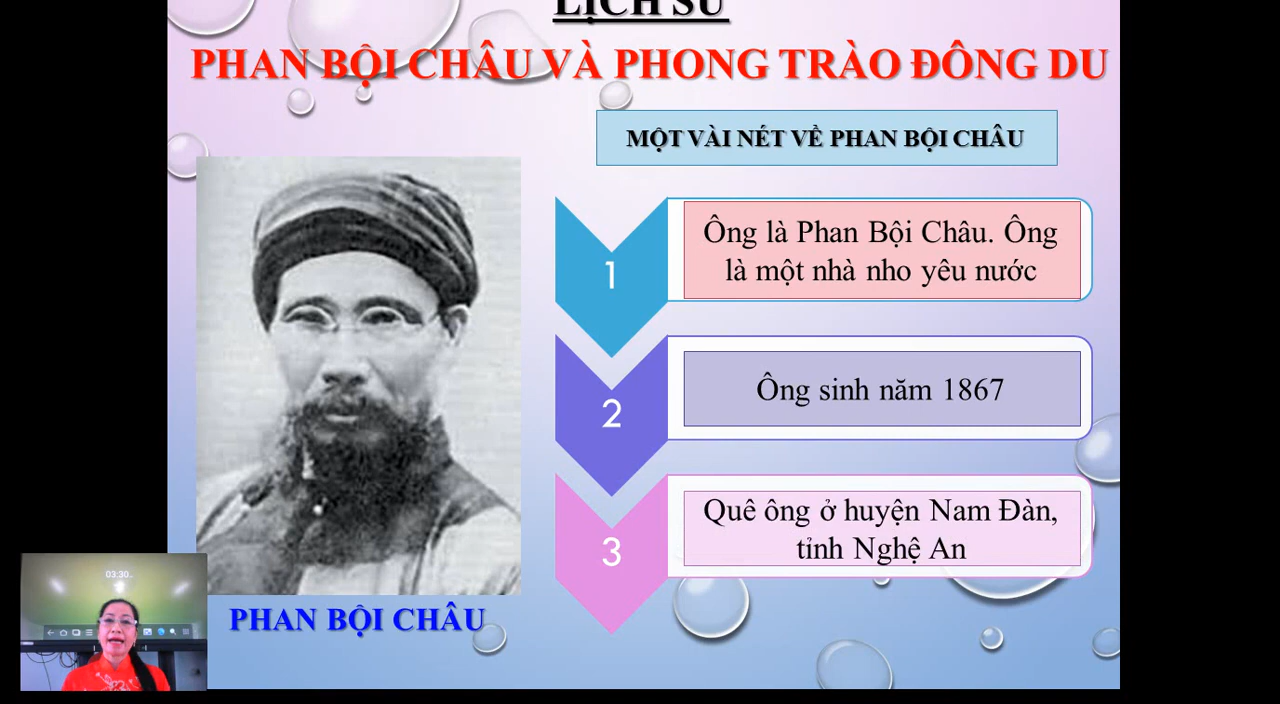 LỊCH SỬ
PHAN BỘI CHÂU VÀ PHONG TRÀO ĐÔNG DU
MỘT VÀI NÉT VỀ PHAN BỘI CHÂU
1
Ông là Phan Bội Châu. Ông
là một nhà nho yêu nước
2
Ông sinh năm 1867
3
Quê ông ở huyện Nam Đàn,
tỉnh Nghệ An
PHAN BỘI CHÂU
03:30..